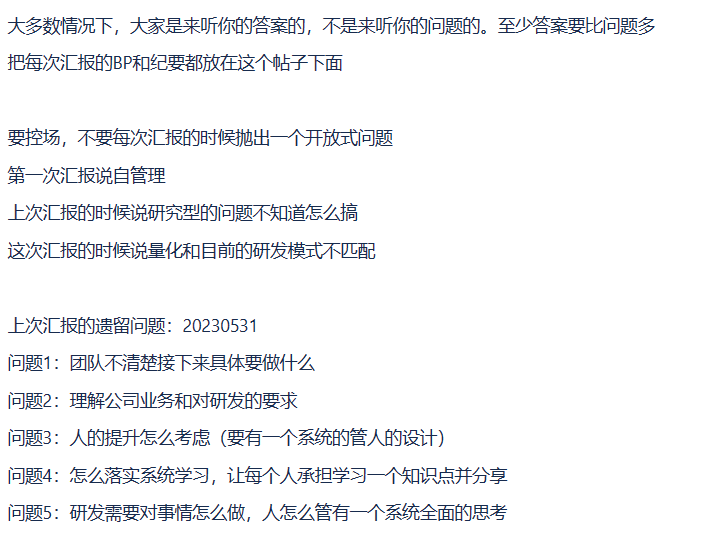 大多数情况下，大家是来听你的答案的，不是来听你的问题的。至少答案要比问题多
把每次汇报的BP和纪要都放在这个帖子下面
要控场，不要每次汇报的时候抛出一个开放式问题
第一次汇报说自管理
上次汇报的时候说研究型的问题不知道怎么搞
这次汇报的时候说量化和目前的研发模式不匹配
上次汇报的遗留问题：20230531
问题1：团队不清楚接下来具体要做什么
问题2：理解公司业务和对研发的要求
问题3：人的提升怎么考虑（要有一个系统的管人的设计）
问题4：怎么落实系统学习，让每个人承担学习一个知识点并分享
问题5：研发需要对事情怎么做，人怎么管有一个系统全面的思考